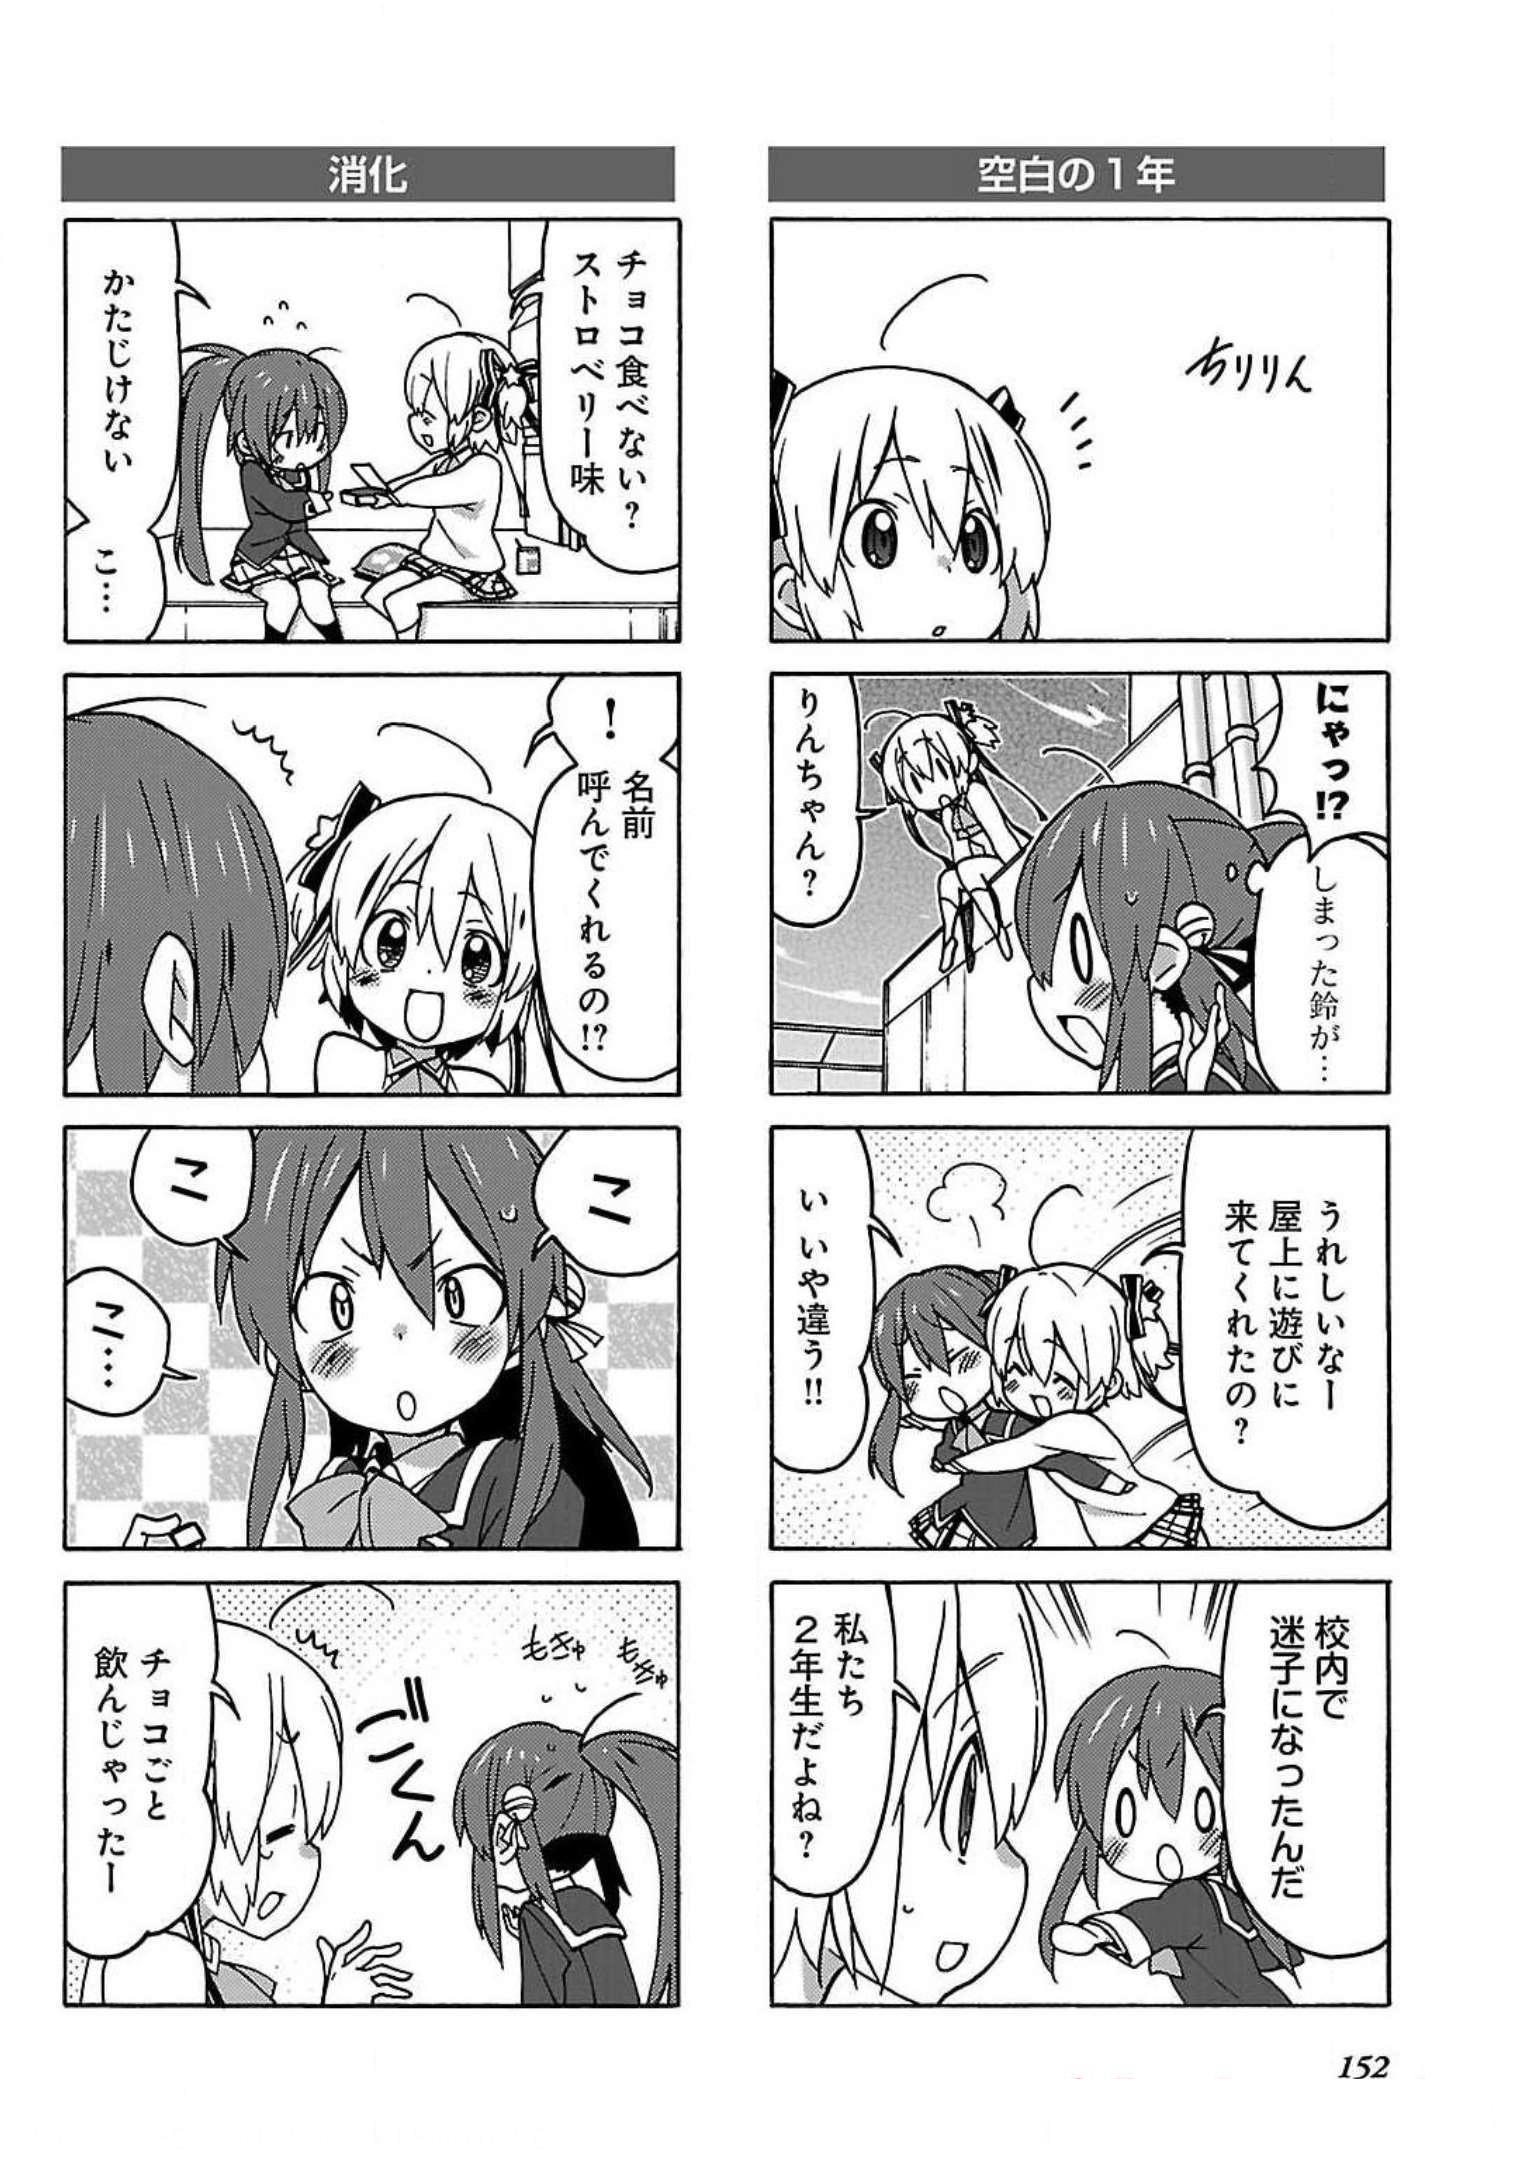 空白の1年
ちりりん
にゃっ!?
しまった鈴が…
りんちゃん?
うれしいなー
屋上に遊びに
来てくれたの?
い いや違う!!
校内で
迷子になったんだ
私たち
2年生だよね?
消化
チョコ食べない?
ストロベリー味
かたじけない
こ…
!
名前
呼んでくれるの!?
こ
こ
こ…
もきゅ
もきゅ
ごくん
チョコごと
飲んじゃったー
152